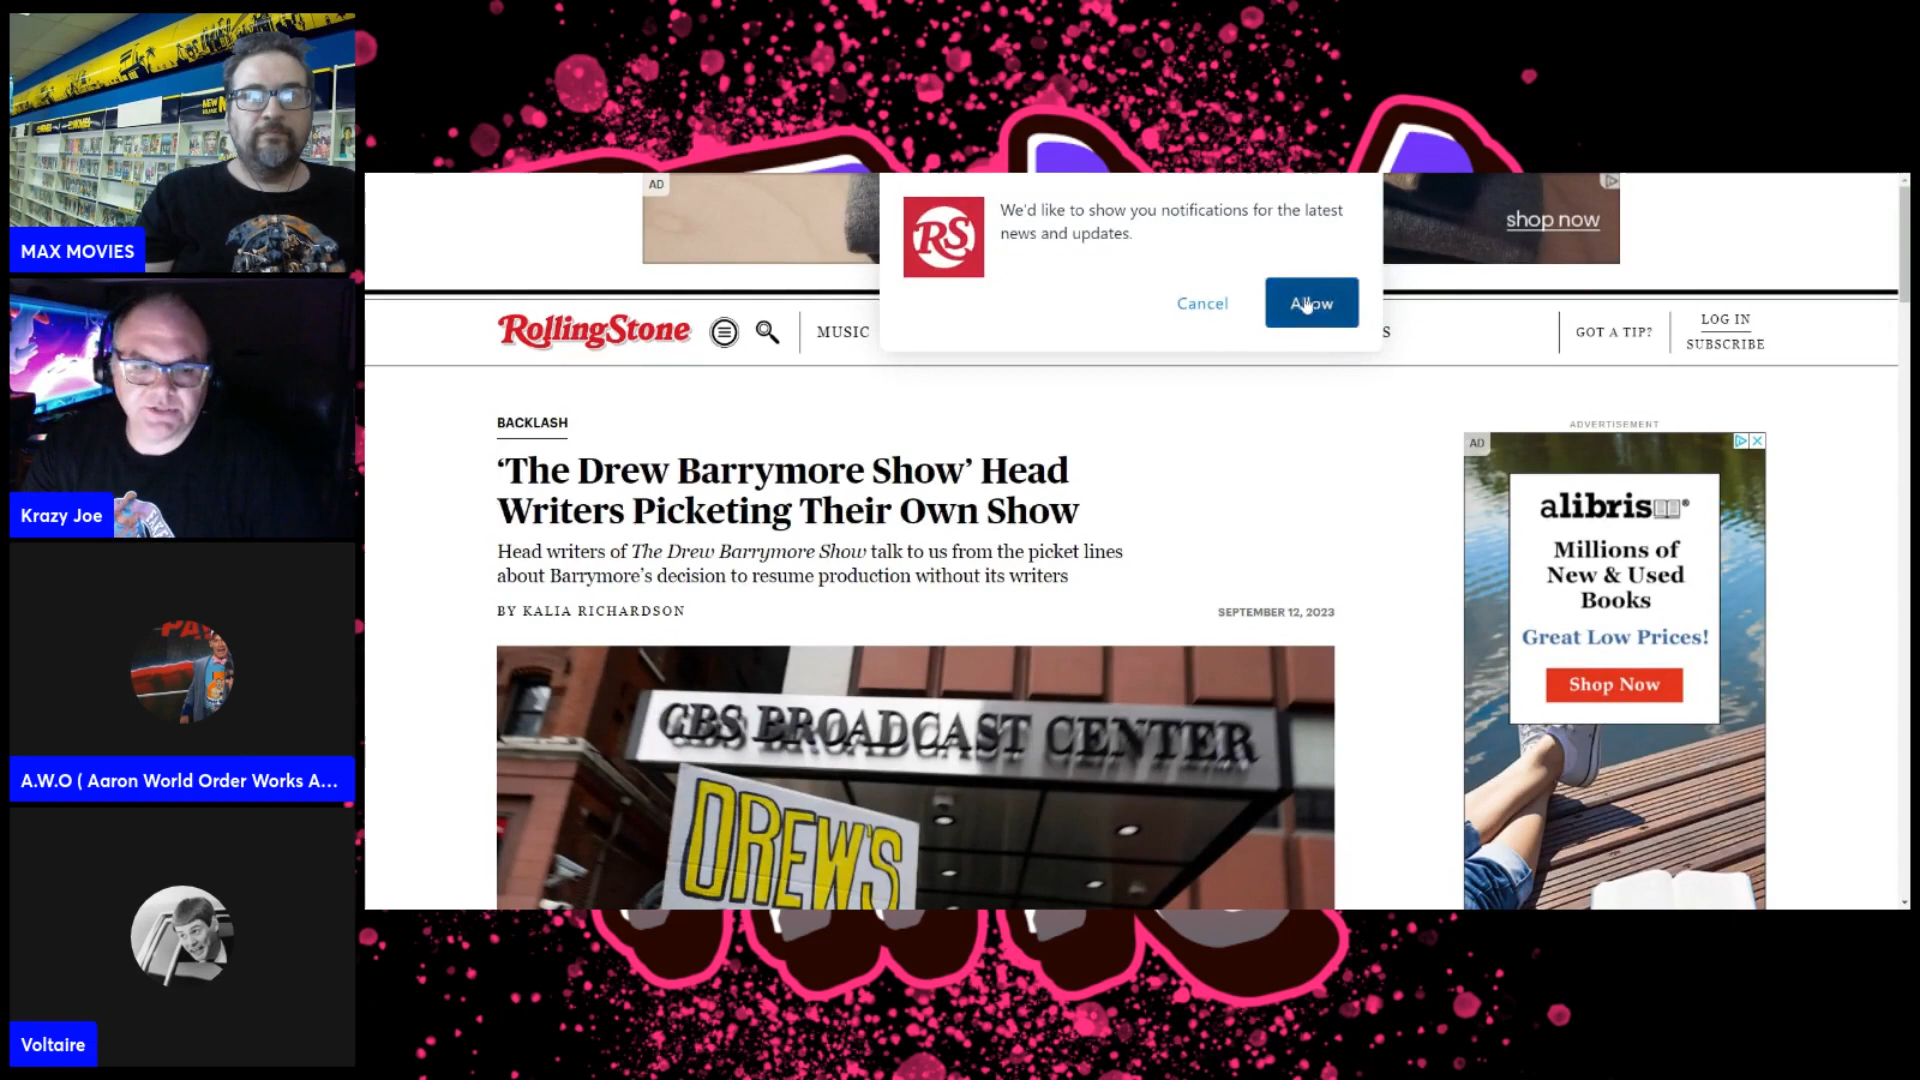 NEW
MAX MOVIES
Krazy Joe
PAY
A.W.O ( Aaron World Order Works A...
Voltaire
AD
We'd like to show you notifications for the latest
news and updates.
Cancel
Allow
shop now
RS
RollingStone
MUSIC
S
GOT A TIP?
LOG IN
SUBSCRIBE
BACKLASH
‘The Drew Barrymore Show’ Head
Writers Picketing Their Own Show
Head writers of The Drew Barrymore Show talk to us from the picket lines
about Barrymore’s decision to resume production without its writers
BY KALIA RICHARDSON
SEPTEMBER 12, 2023
CBS BROADCAST CENTER
DREW'S
ADVERTISEMENT
AD
alibris
Millions of
New & Used
Books
Great Low Prices!
Shop Now